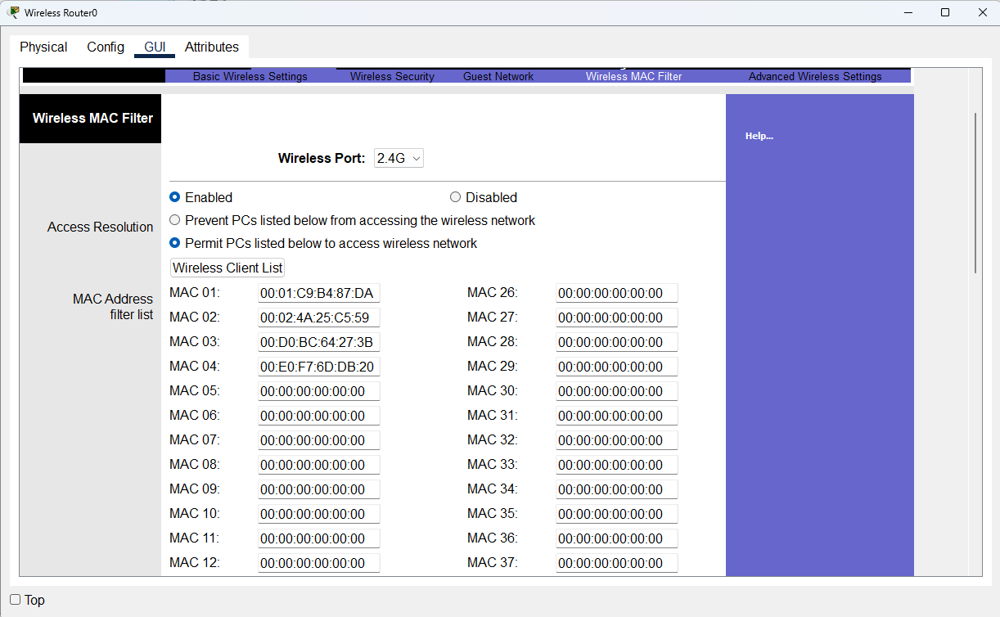 Wireless Router0
Physical Config GUI Attributes
Basic Wireless Settings Wireless Security Guest Network Wireless MAC Filter Advanced Wireless Settings
Wireless MAC Filter
Help...
Wireless Port: 2.4G
Enabled Disabled
Access Resolution
Prevent PCs listed below from accessing the wireless network
Permit PCs listed below to access wireless network
Wireless Client List
MAC Address
filter list
MAC 01: 00:01:C9:B4:87:DA MAC 26: 00:00:00:00:00:00
MAC 02: 00:02:4A:25:C5:59 MAC 27: 00:00:00:00:00:00
MAC 03: 00:D0:BC:64:27:3B MAC 28: 00:00:00:00:00:00
MAC 04: 00:E0:F7:6D:DB:20 MAC 29: 00:00:00:00:00:00
MAC 05: 00:00:00:00:00:00 MAC 30: 00:00:00:00:00:00
MAC 06: 00:00:00:00:00:00 MAC 31: 00:00:00:00:00:00
MAC 07: 00:00:00:00:00:00 MAC 32: 00:00:00:00:00:00
MAC 08: 00:00:00:00:00:00 MAC 33: 00:00:00:00:00:00
MAC 09: 00:00:00:00:00:00 MAC 34: 00:00:00:00:00:00
MAC 10: 00:00:00:00:00:00 MAC 35: 00:00:00:00:00:00
MAC 11: 00:00:00:00:00:00 MAC 36: 00:00:00:00:00:00
MAC 12: 00:00:00:00:00:00 MAC 37: 00:00:00:00:00:00
Top